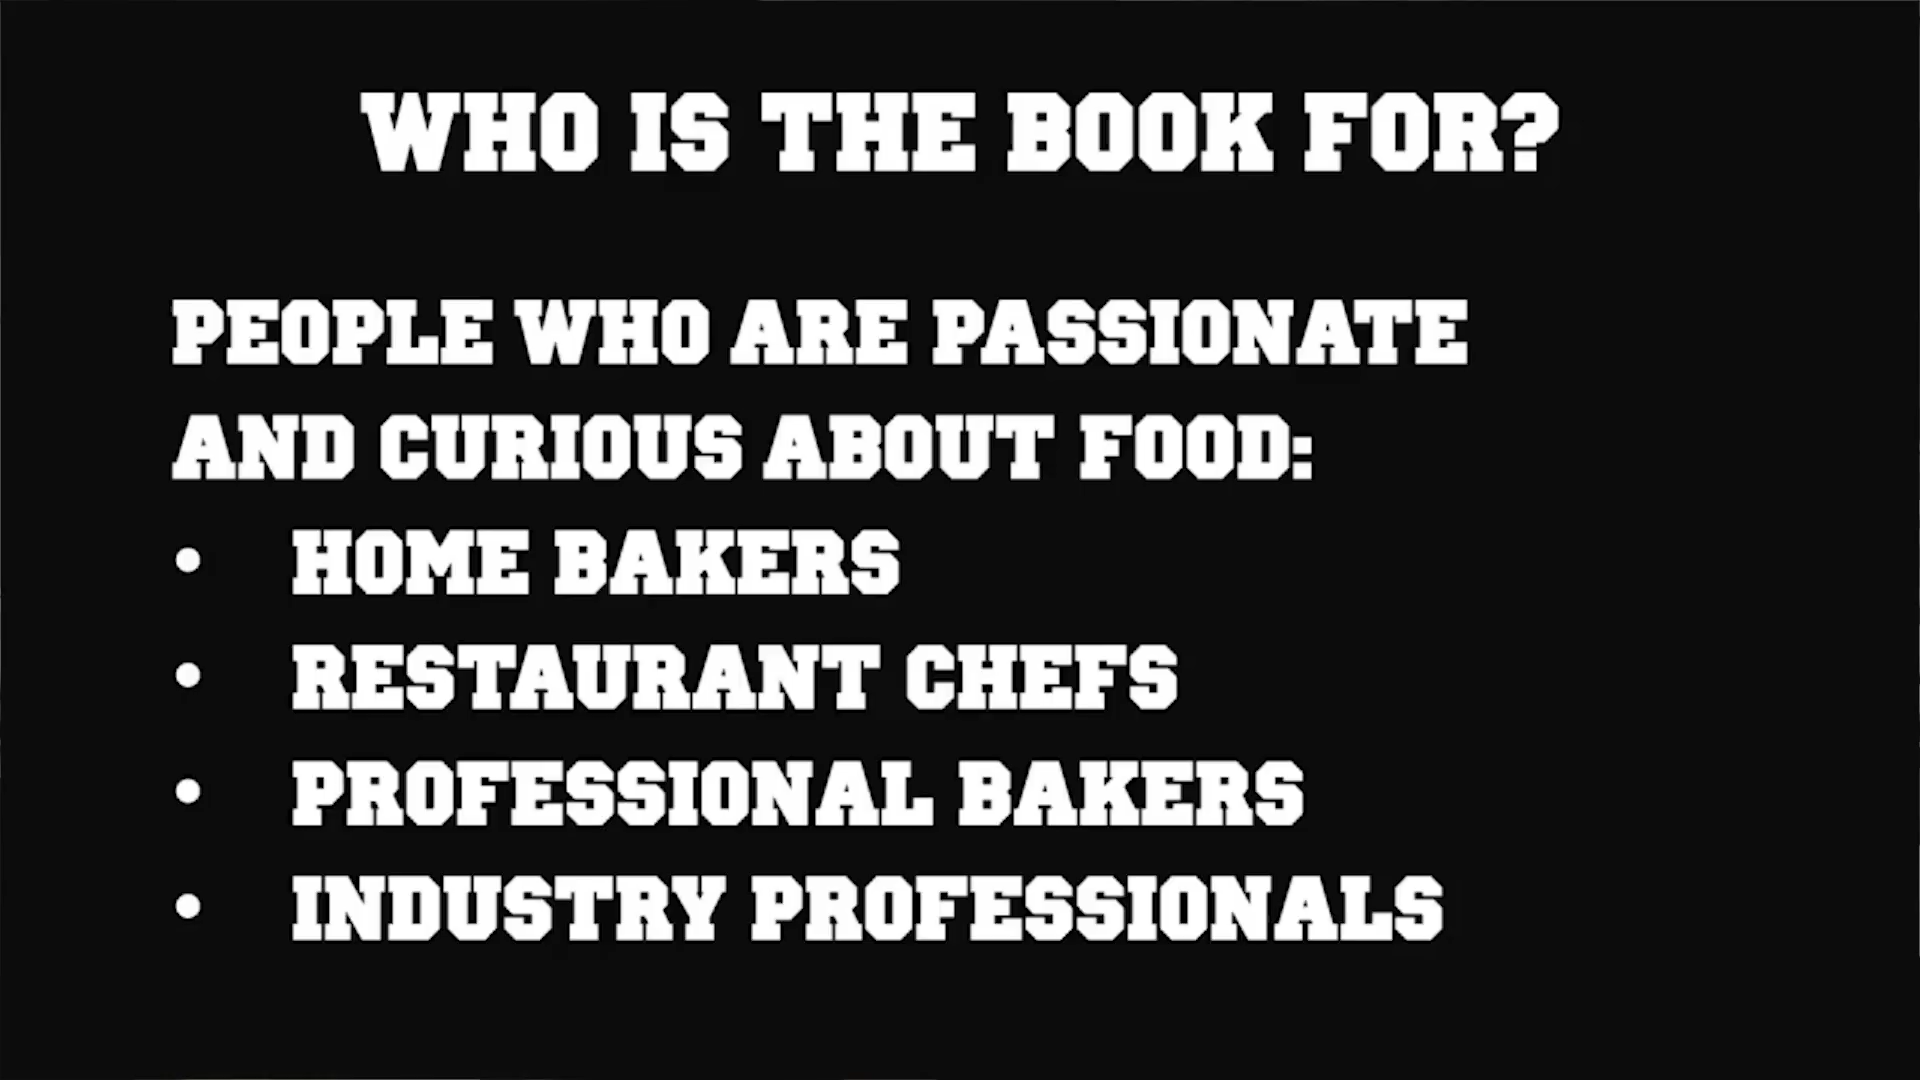 WHO IS THE BOOK FOR?
PEOPLE WHO ARE PASSIONATE
AND CURIOUS ABOUT FOOD:
• HOME BAKERS
• RESTAURANT CHEFS
• PROFESSIONAL BAKERS
• INDUSTRY PROFESSIONALS